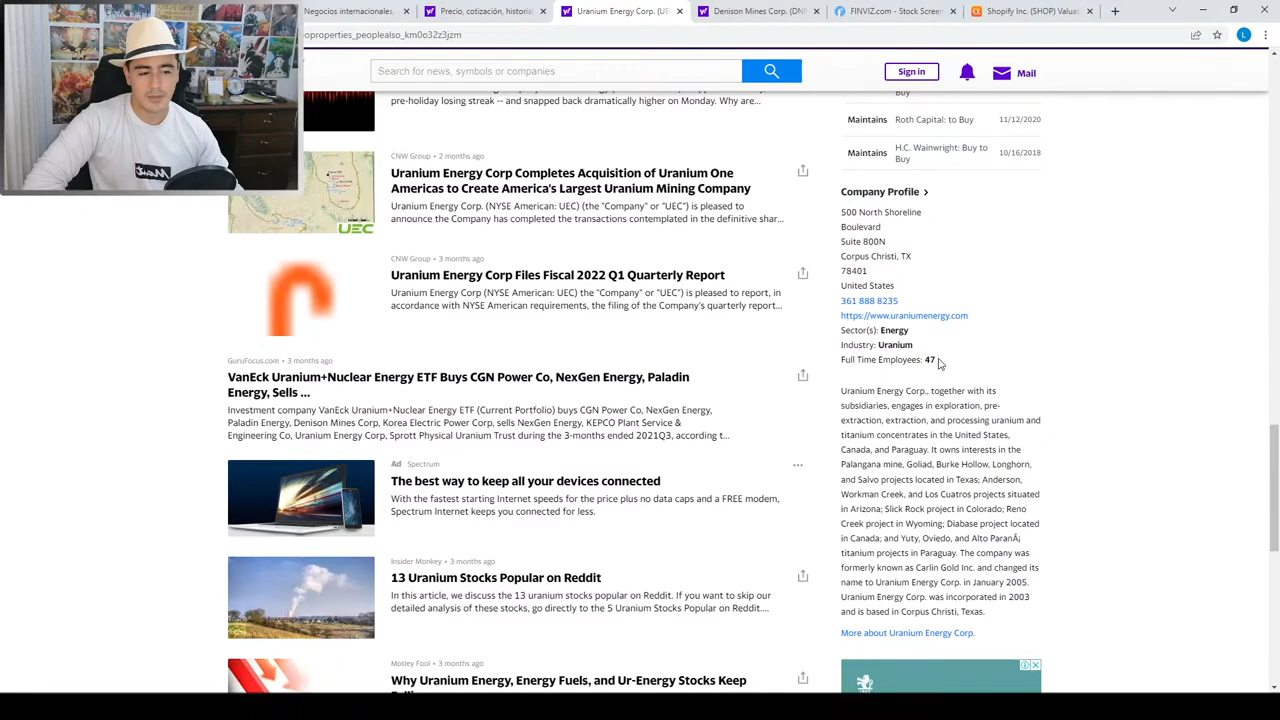 Negocios internacionales.
Precio, cotización, historial
Uranium Energy Corp. (UE
Denison Mines Corp. (DN
FINVIZ.com - Stock Scree
Shopify Inc. (SHOP) Valuat
oproperties_peoplealso_km0o32z3jzm
L
Search for news, symbols or companies
Sign in
Mail
pre-holiday losing streak -- and snapped back dramatically higher on Monday. Why are...
CNW Group • 2 months ago
Uranium Energy Corp Completes Acquisition of Uranium One
Americas to Create America's Largest Uranium Mining Company
Uranium Energy Corp. (NYSE American: UEC) (the "Company" or "UEC") is pleased to
announce the Company has completed the transactions contemplated in the definitive shar...
UEC
CNW Group • 3 months ago
Uranium Energy Corp Files Fiscal 2022 Q1 Quarterly Report
Uranium Energy Corp (NYSE American: UEC) the "Company" or "UEC") is pleased to report, in
accordance with NYSE American requirements, the filing of the Company's quarterly report...
GuruFocus.com • 3 months ago
VanEck Uranium+Nuclear Energy ETF Buys CGN Power Co, NexGen Energy, Paladin
Energy, Sells ...
Investment company VanEck Uranium+Nuclear Energy ETF (Current Portfolio) buys CGN Power Co, NexGen Energy,
Paladin Energy, Denison Mines Corp, Korea Electric Power Corp, sells NexGen Energy, KEPCO Plant Service &
Engineering Co, Uranium Energy Corp, Sprott Physical Uranium Trust during the 3-months ended 2021Q3, according t...
Ad Spectrum
The best way to keep all your devices connected
With the fastest starting Internet speeds for the price plus no data caps and a FREE modem,
Spectrum Internet keeps you connected for less.
Insider Monkey • 3 months ago
13 Uranium Stocks Popular on Reddit
In this article, we discuss the 13 uranium stocks popular on Reddit. If you want to skip our
detailed analysis of these stocks, go directly to the 5 Uranium Stocks Popular on Reddit....
Motley Fool • 3 months ago
Why Uranium Energy, Energy Fuels, and Ur-Energy Stocks Keep
Buy
Maintains Roth Capital: to Buy 11/12/2020
Maintains H.C. Wainwright: Buy to
Buy 10/16/2018
Company Profile
500 North Shoreline
Boulevard
Suite 800N
Corpus Christi, TX
78401
United States
361 888 8235
https://www.uraniumenergy.com
Sector(s): Energy
Industry: Uranium
Full Time Employees: 47
Uranium Energy Corp., together with its
subsidiaries, engages in exploration, pre-
extraction, extraction, and processing uranium and
titanium concentrates in the United States,
Canada, and Paraguay. It owns interests in the
Palangana mine, Goliad, Burke Hollow, Longhorn,
and Salvo projects located in Texas; Anderson,
Workman Creek, and Los Cuatros projects situated
in Arizona; Slick Rock project in Colorado; Reno
Creek project in Wyoming; Diabase project located
in Canada; and Yuty, Oviedo, and Alto ParanÃ¡
titanium projects in Paraguay. The company was
formerly known as Carlin Gold Inc. and changed its
name to Uranium Energy Corp. in January 2005.
Uranium Energy Corp. was incorporated in 2003
and is based in Corpus Christi, Texas.
More about Uranium Energy Corp.